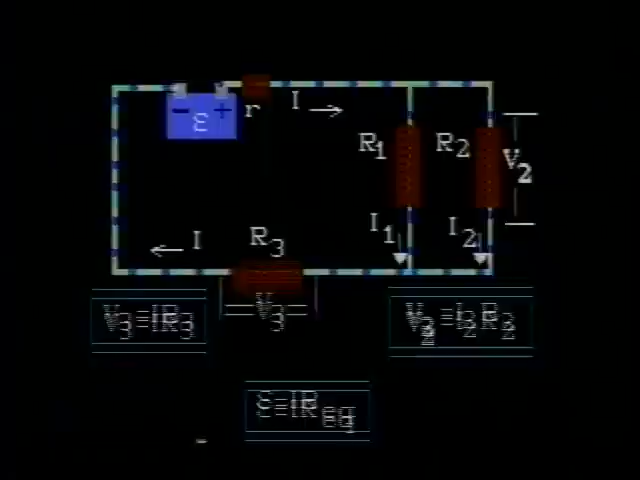 - + r I →
ε
R1 R2 V2
I1 I2
← I R3
V3
V3=IR3 V2=I2R2
ε=IReq